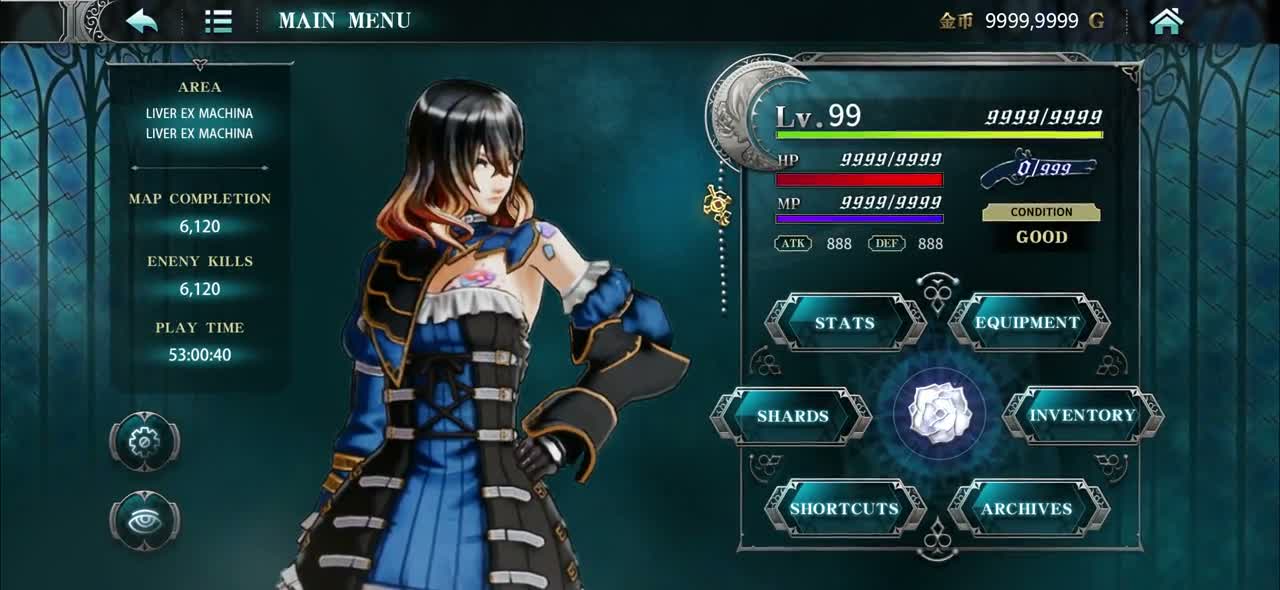 MAIN MENU
金币 9999,9999 G
AREA
LIVER EX MACHINA
LIVER EX MACHINA
MAP COMPLETION
6,120
ENENY KILLS
6,120
PLAY TIME
53:00:40
Lv.99
9999/9999
HP 9999/9999
0/999
MP 9999/9999
CONDITION
GOOD
ATK 888 DEF 888
STATS
EQUIPMENT
SHARDS
INVENTORY
SHORTCUTS
ARCHIVES